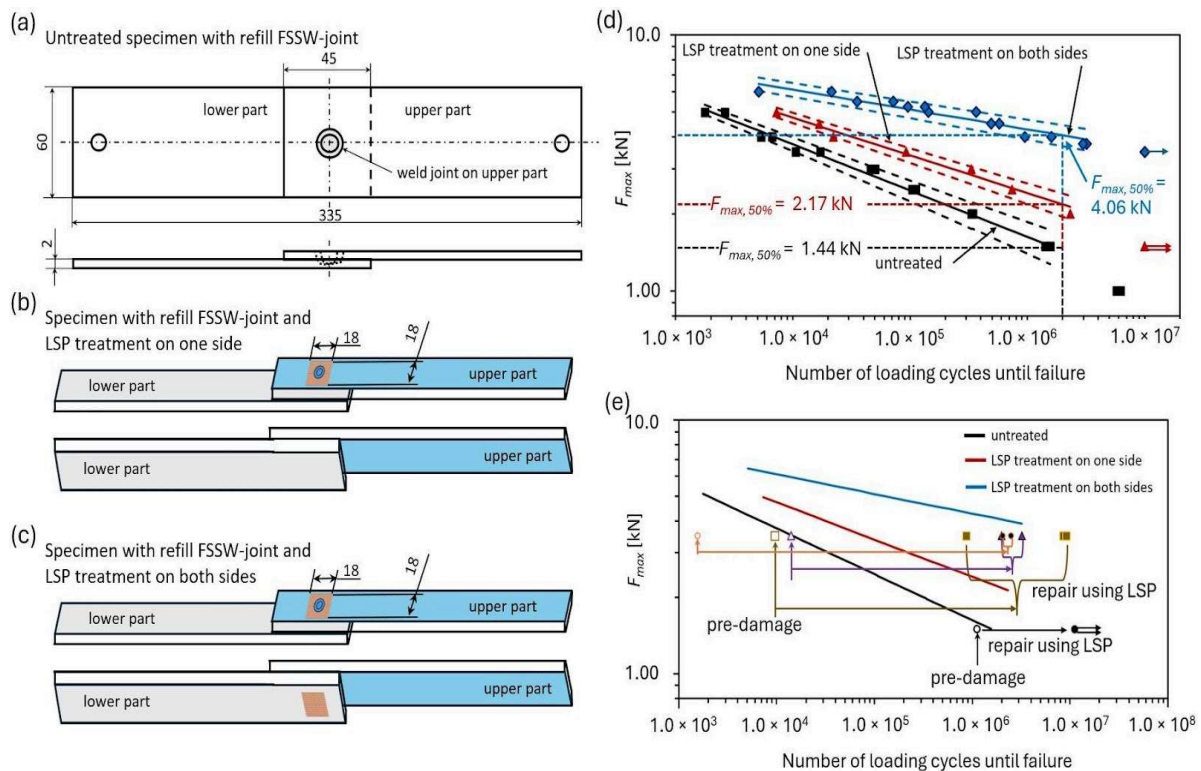 (a)
Untreated specimen with refill FSSW-joint
45
lower part
upper part
60
weld joint on upper part
335
2
(b)
Specimen with refill FSSW-joint and
LSP treatment on one side
18
18
lower part
upper part
lower part
upper part
(c)
Specimen with refill FSSW-joint and
LSP treatment on both sides
18
18
lower part
upper part
lower part
upper part
(d)
10.0
LSP treatment on one side
LSP treatment on both sides
Fmax [kN]
Fmax, 50% =
4.06 kN
Fmax, 50% = 2.17 kN
Fmax, 50% = 1.44 kN
untreated
1.00
1.0 × 10³
1.0 × 10⁴
1.0 × 10⁵
1.0 × 10⁶
1.0 × 10⁷
Number of loading cycles until failure
(e)
10.0
untreated
LSP treatment on one side
LSP treatment on both sides
Fmax [kN]
repair using LSP
pre-damage
repair using LSP
pre-damage
1.00
1.0 × 10³
1.0 × 10⁴
1.0 × 10⁵
1.0 × 10⁶
1.0 × 10⁷
1.0 × 10⁸
Number of loading cycles until failure